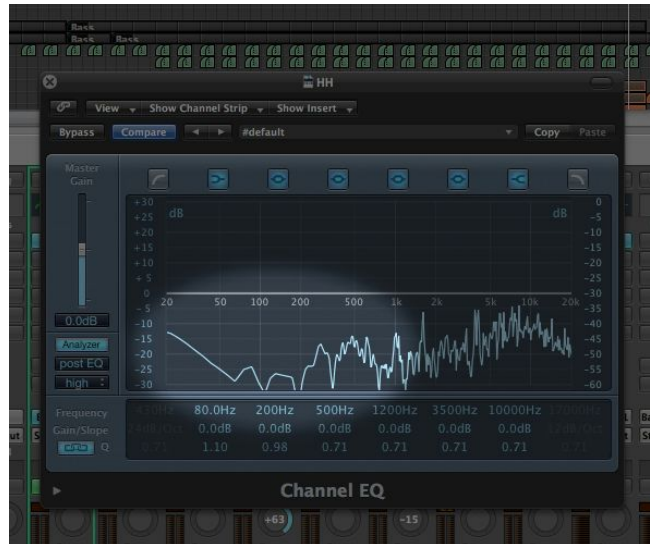 Bass
Bass Bass
HH
View Show Channel Strip Show Insert
Bypass Compare #default Copy Paste
Master
Gain
+30 0
+25 dB dB -5
+20 -10
+15 -15
+10 -20
+5 -25
0 -30
20 50 100 200 500 1k 2k 5k 10k 20k
-5 -35
-10 -40
-15 -45
-20 -50
-25 -55
-30 -60
0.0dB
Analyzer
post EQ
high
Frequency 80.0Hz 200Hz 500Hz 1200Hz 3500Hz 10000Hz
Gain/Slope 0.0dB 0.0dB 0.0dB 0.0dB 0.0dB 0.0dB
Q 0.71 1.10 0.98 0.71 0.71 0.71 0.71 0.71
Channel EQ
+63 -15